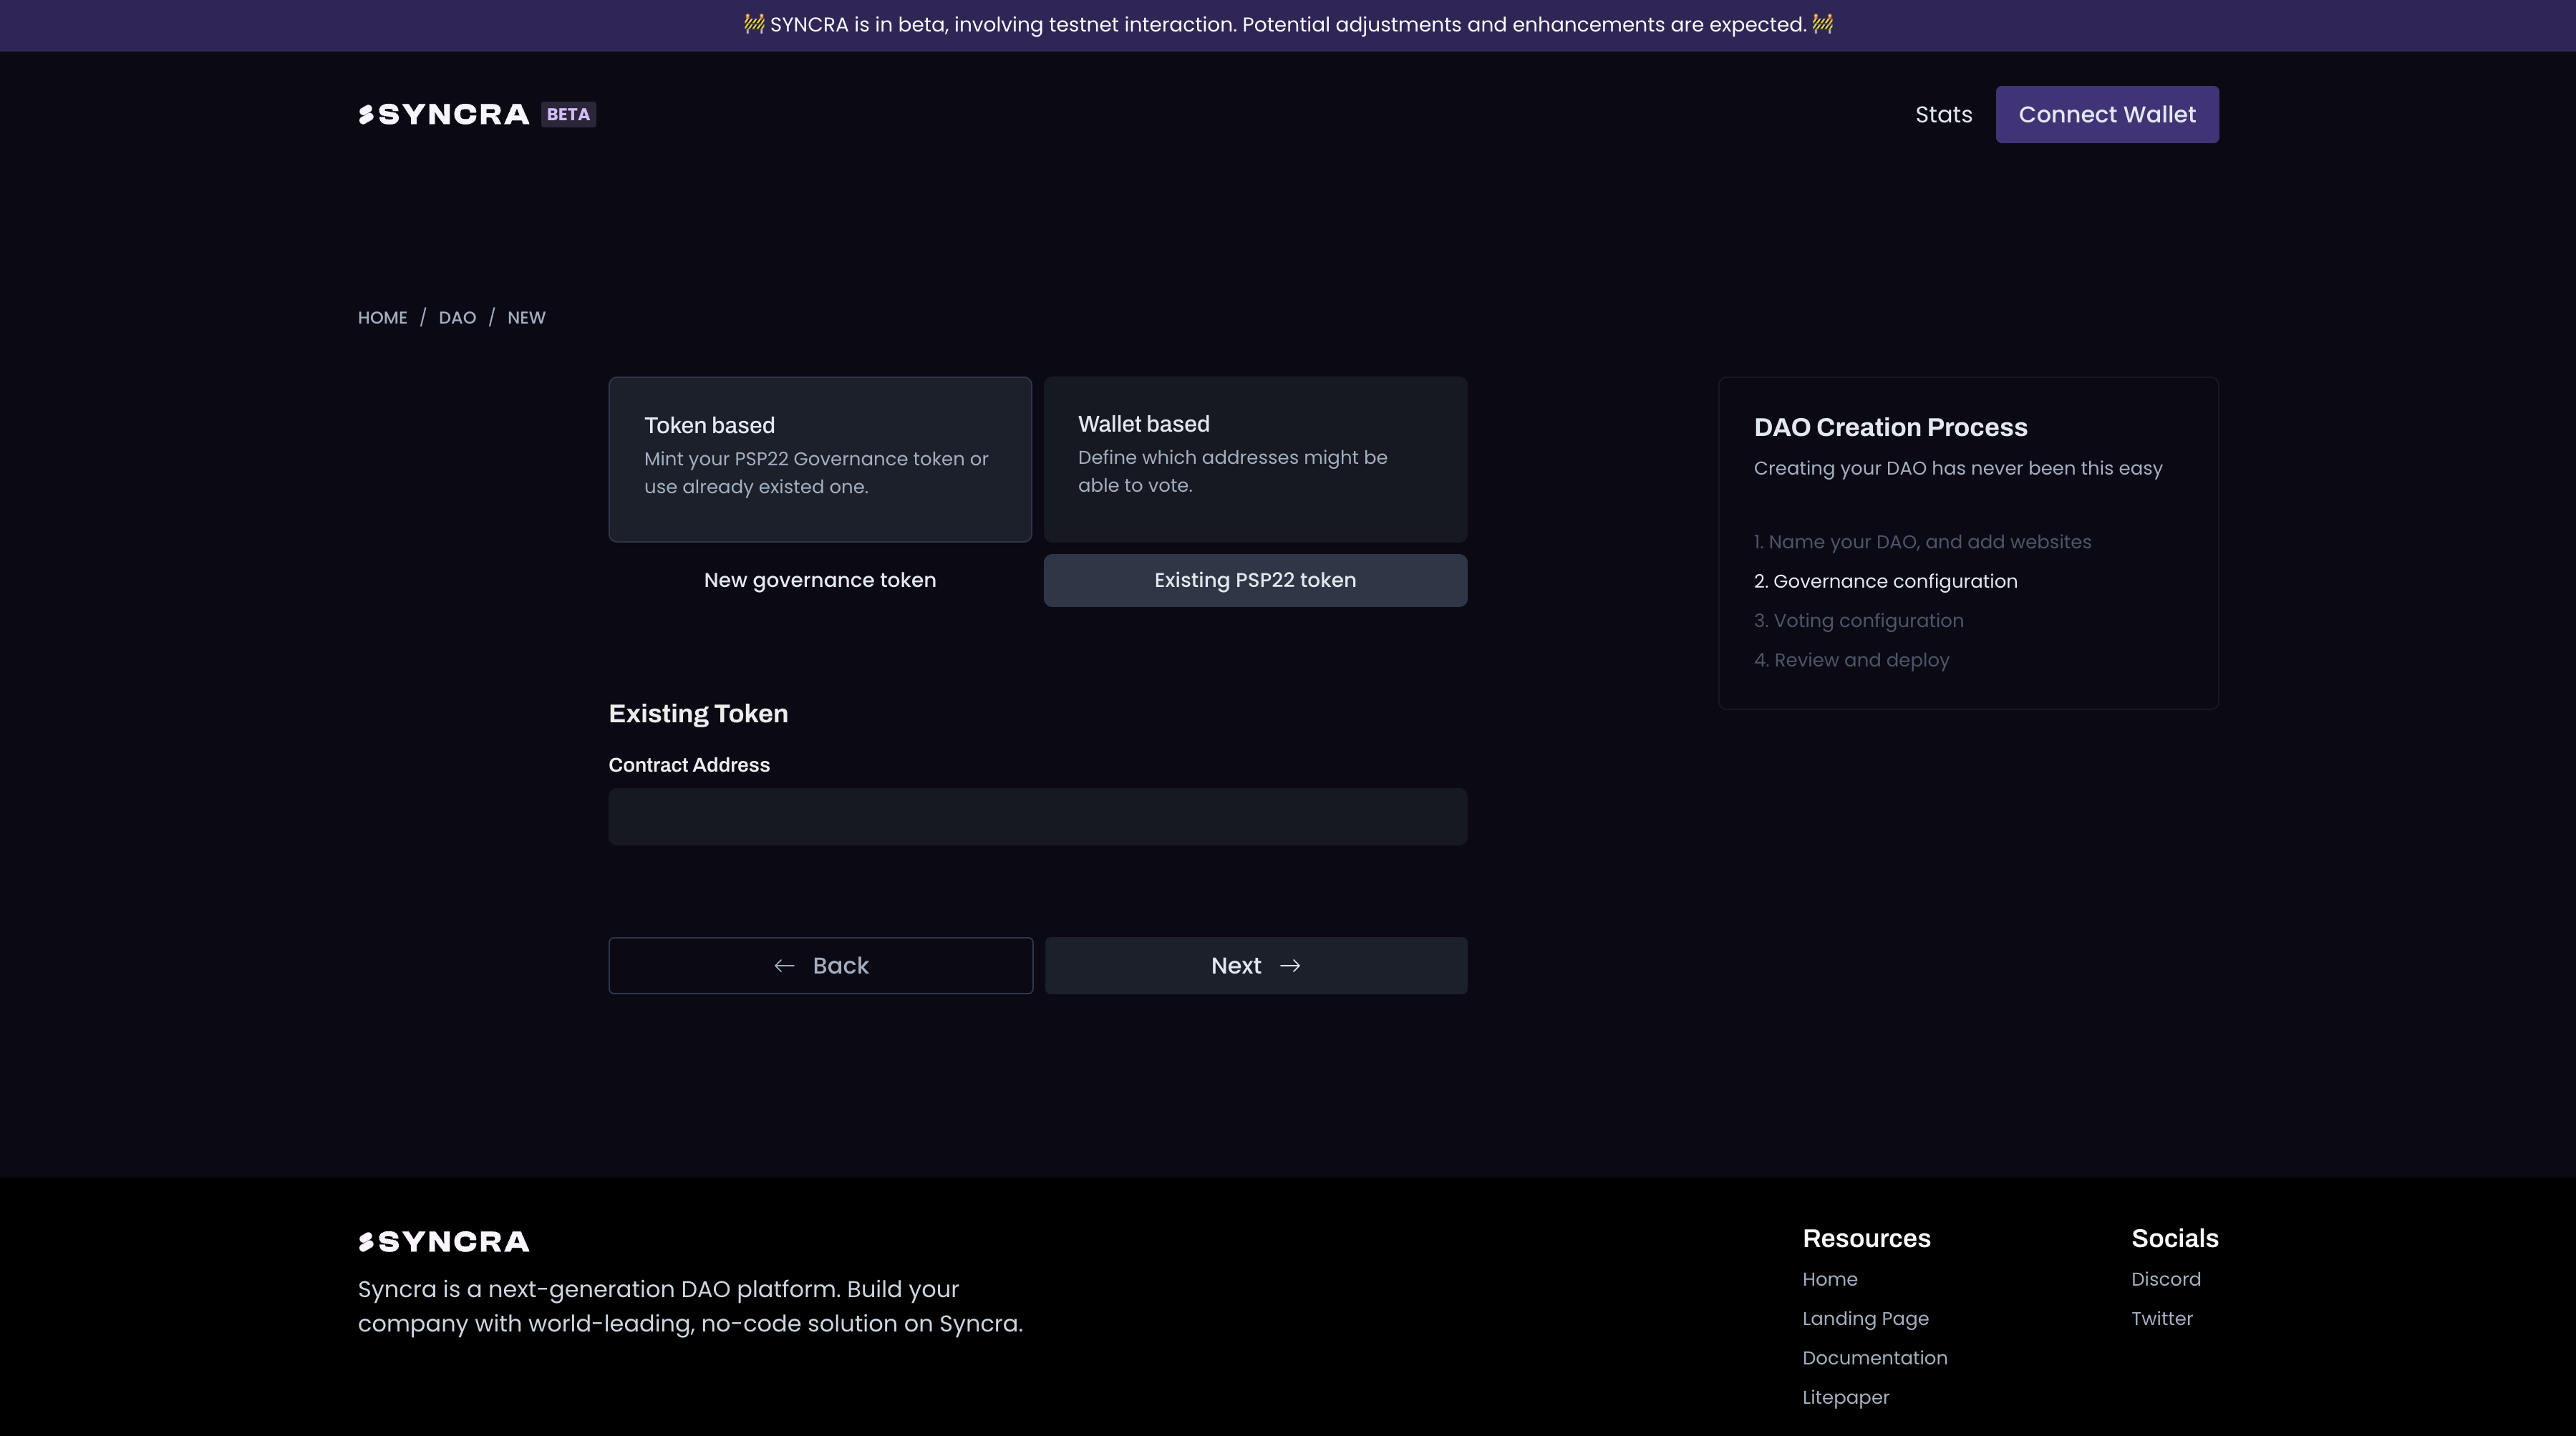 🚧 SYNCRA is in beta, involving testnet interaction. Potential adjustments and enhancements are expected. 🚧
SYNCRA BETA
Stats
Connect Wallet
HOME / DAO / NEW
Token based
Mint your PSP22 Governance token or
use already existed one.
Wallet based
Define which addresses might be
able to vote.
New governance token
Existing PSP22 token
Existing Token
Contract Address
← Back
Next →
DAO Creation Process
Creating your DAO has never been this easy
1. Name your DAO, and add websites
2. Governance configuration
3. Voting configuration
4. Review and deploy
SYNCRA
Syncra is a next-generation DAO platform. Build your
company with world-leading, no-code solution on Syncra.
Resources
Home
Landing Page
Documentation
Litepaper
Socials
Discord
Twitter